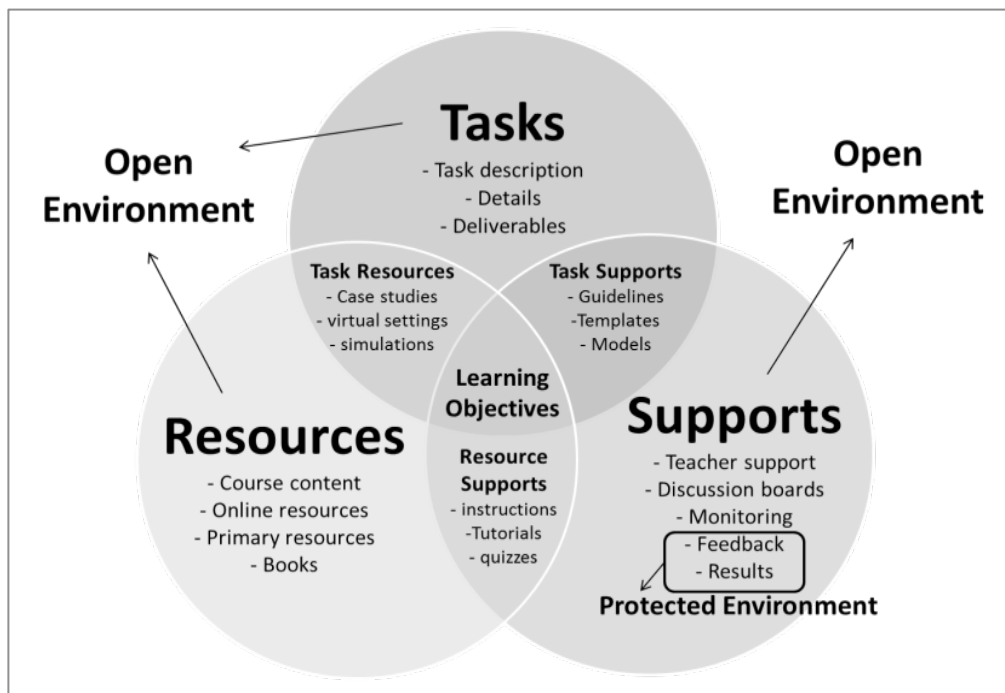 Tasks
- Task description
- Details
- Deliverables
Open
Environment
Open
Environment
Task Resources
- Case studies
- virtual settings
- simulations
Task Supports
- Guidelines
-Templates
- Models
Learning
Objectives
Resources
- Course content
- Online resources
- Primary resources
- Books
Resource
Supports
- instructions
-Tutorials
- quizzes
Supports
- Teacher support
- Discussion boards
- Monitoring
- Feedback
- Results
Protected Environment